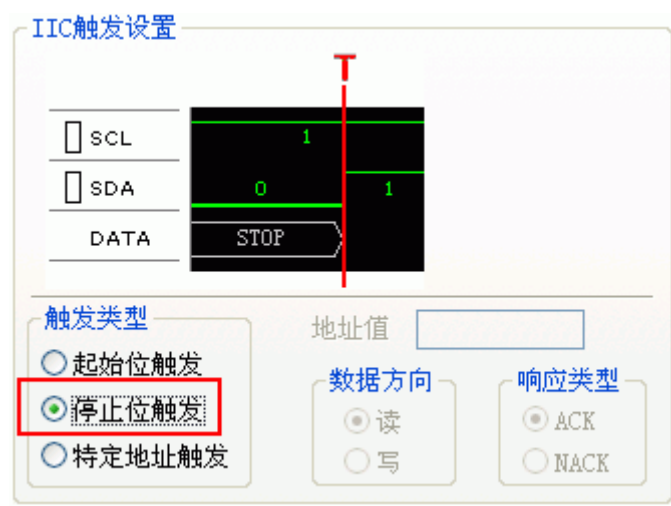 IIC触发设置
T
SCL 1
SDA 0 1
DATA STOP
触发类型
起始位触发
停止位触发
特定地址触发
地址值
数据方向
读
写
响应类型
ACK
NACK